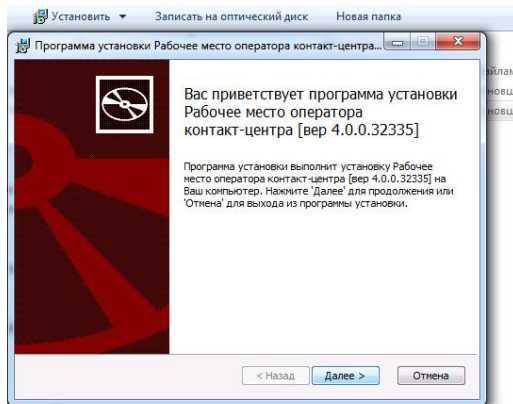 Установить
Записать на оптический диск
Новая папка
Программа установки Рабочее место оператора контакт-центра...
Вас приветствует программа установки
Рабочее место оператора
контакт-центра [вер 4.0.0.32335]
Программа установки выполнит установку Рабочее
место оператора контакт-центра [вер 4.0.0.32335] на
Ваш компьютер. Нажмите 'Далее' для продолжения или
'Отмена' для выхода из программы установки.
< Назад
Далее >
Отмена